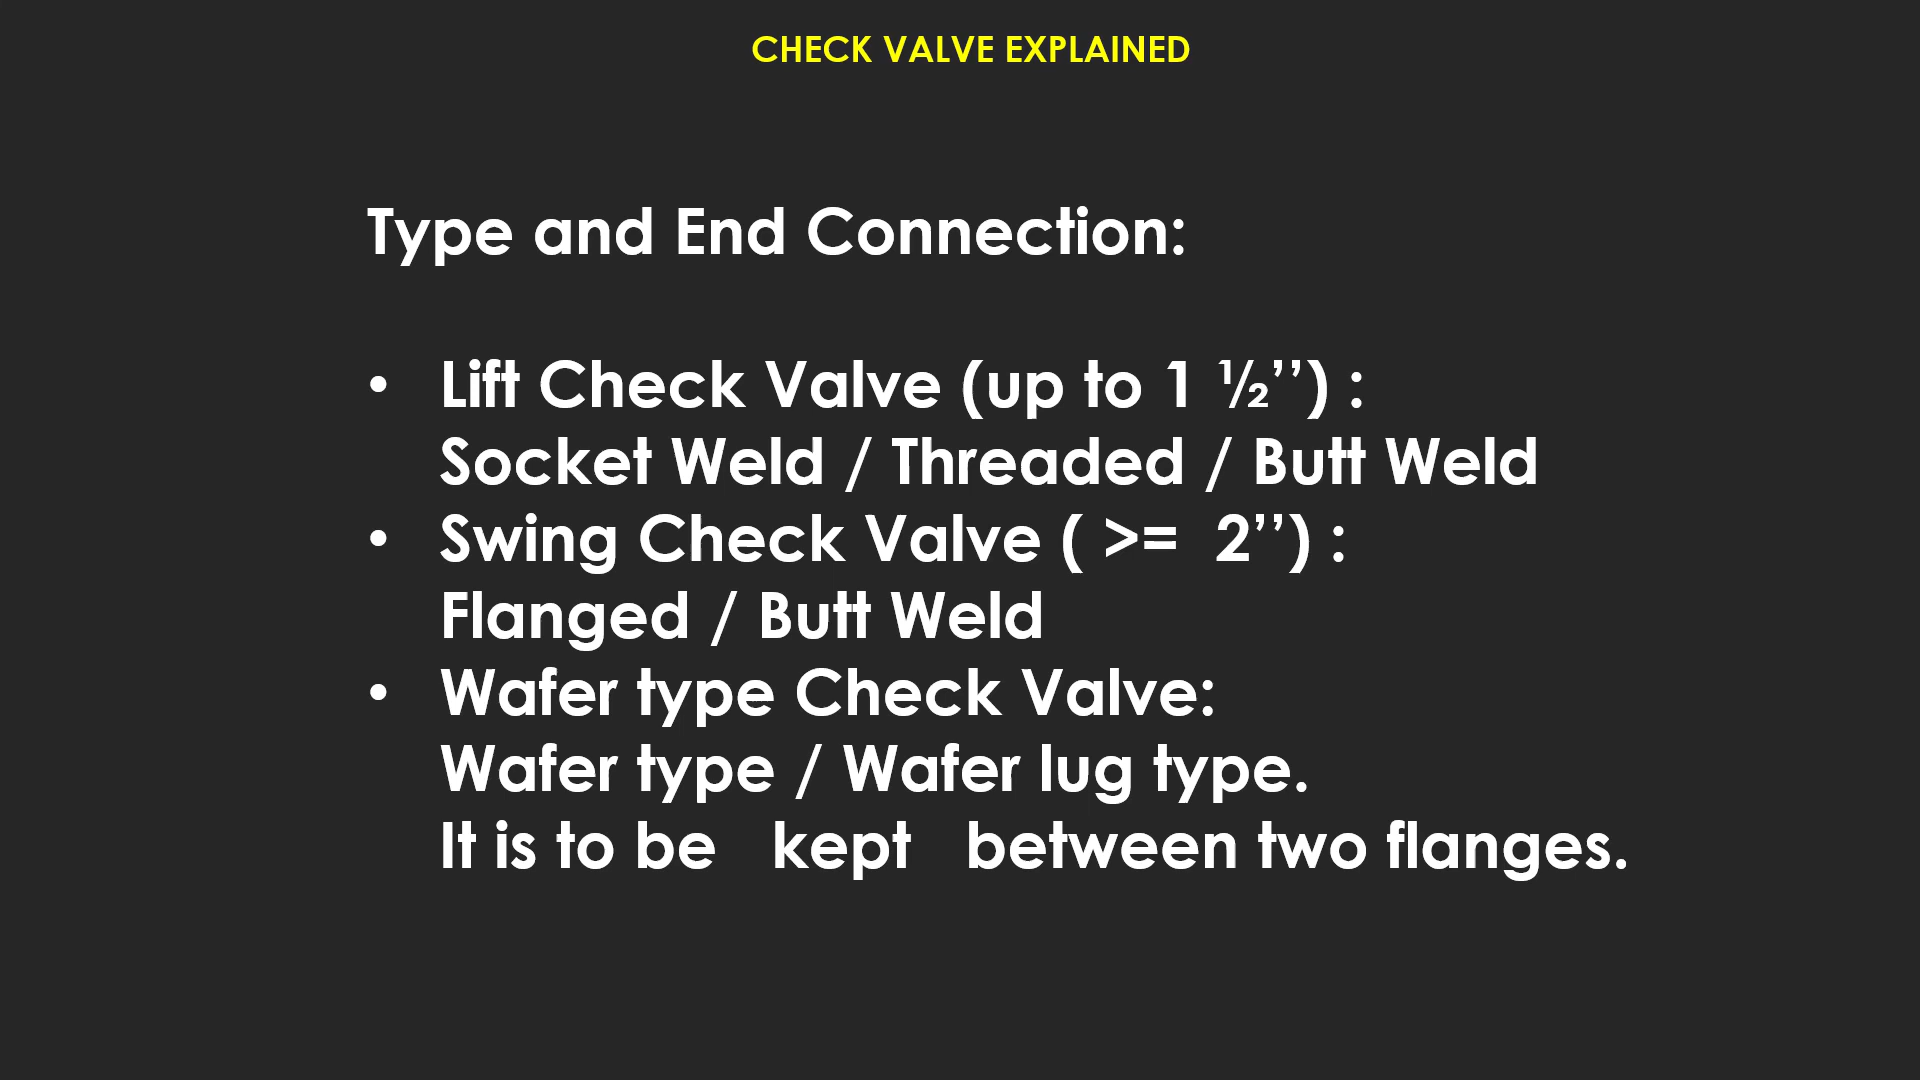 CHECK VALVE EXPLAINED
Type and End Connection:
• Lift Check Valve (up to 1 ½’’) :
Socket Weld / Threaded / Butt Weld
• Swing Check Valve ( >=  2’’) :
Flanged / Butt Weld
• Wafer type Check Valve:
Wafer type / Wafer lug type.
It is to be   kept   between two flanges.